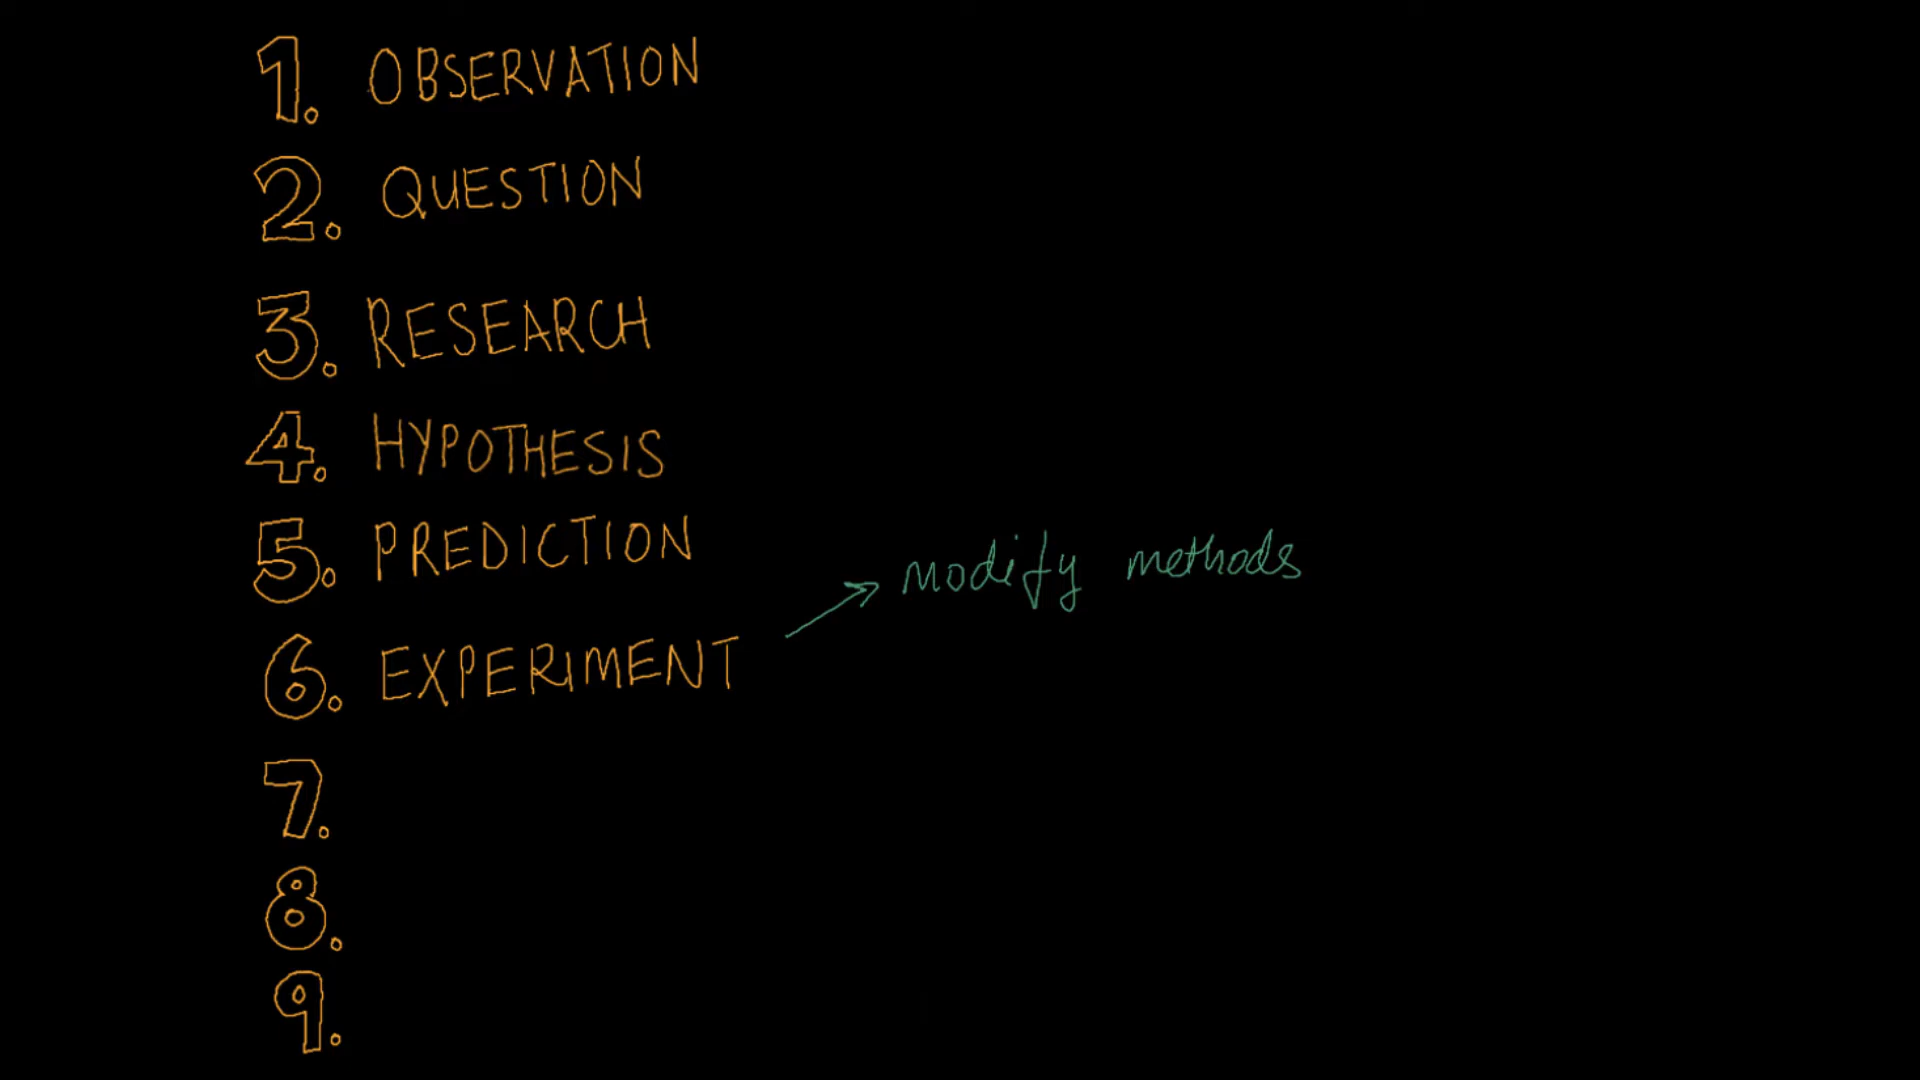 1. OBSERVATION
2. QUESTION
3. RESEARCH
4. HYPOTHESIS
5. PREDICTION
modify methods
6. EXPERIMENT
7.
8.
9.